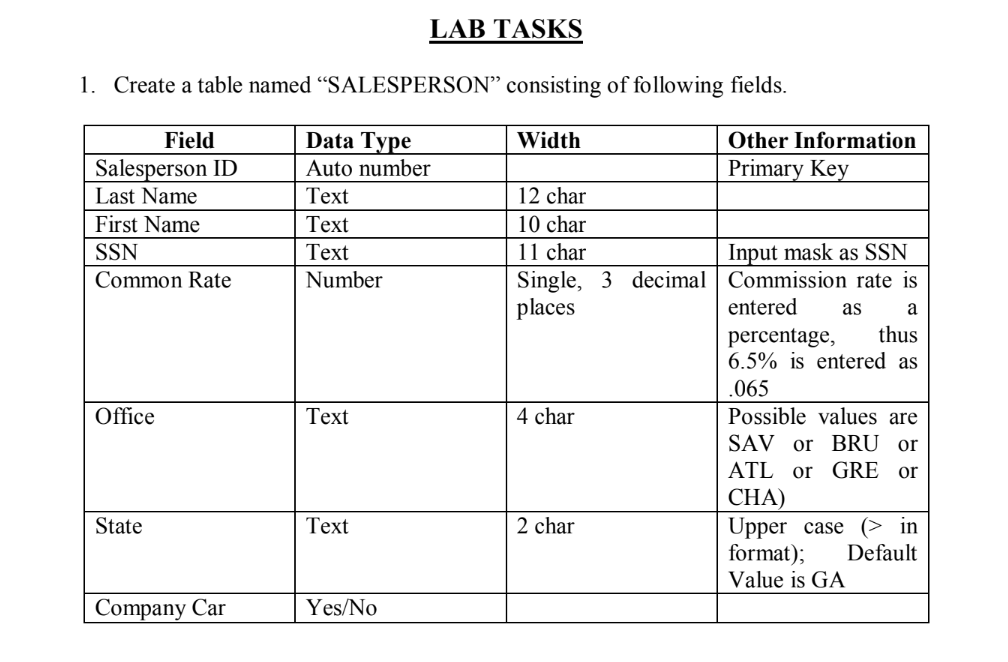 LAB TASKS
1. Create a table named “SALESPERSON” consisting of following fields.
Field Data Type Width Other Information
Salesperson ID Auto number Primary Key
Last Name Text 12 char
First Name Text 10 char
SSN Text 11 char Input mask as SSN
Common Rate Number Single, 3 decimal Commission rate is
places entered as a
percentage, thus
6.5% is entered as
.065
Office Text 4 char Possible values are
SAV or BRU or
ATL or GRE or
CHA)
State Text 2 char Upper case (> in
format); Default
Value is GA
Company Car Yes/No